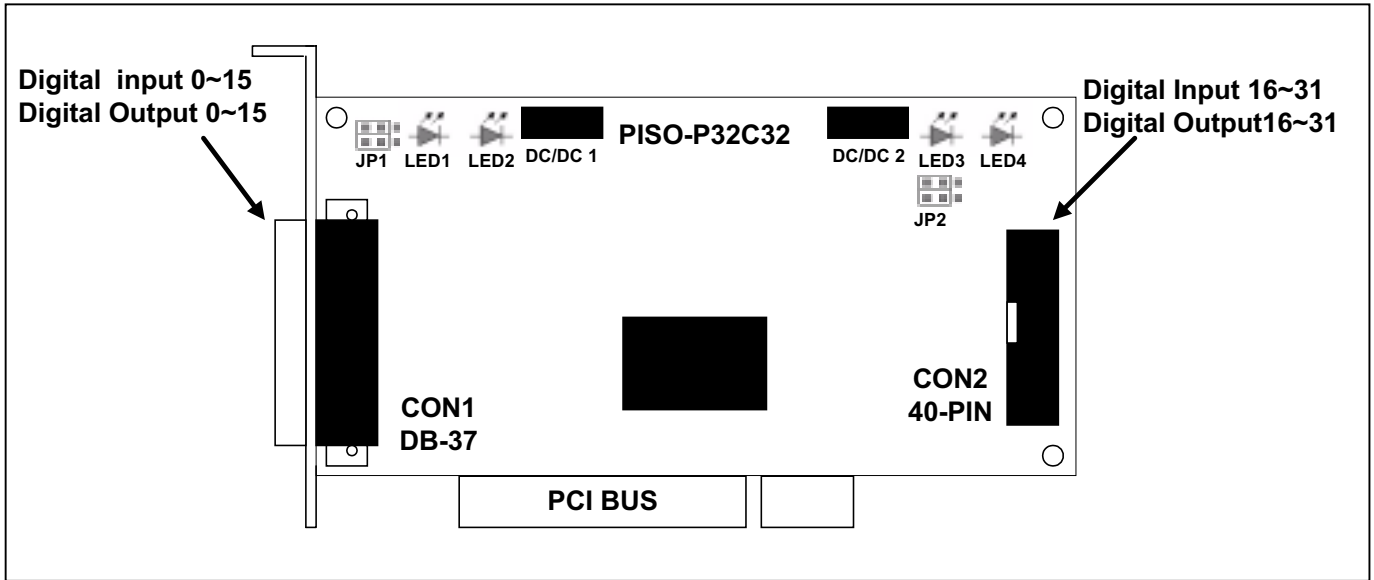 Digital input 0~15
Digital Output 0~15
Digital Input 16~31
Digital Output16~31
PISO-P32C32
JP1
LED1
LED2
DC/DC 1
DC/DC 2
LED3
LED4
JP2
CON1
DB-37
CON2
40-PIN
PCI BUS